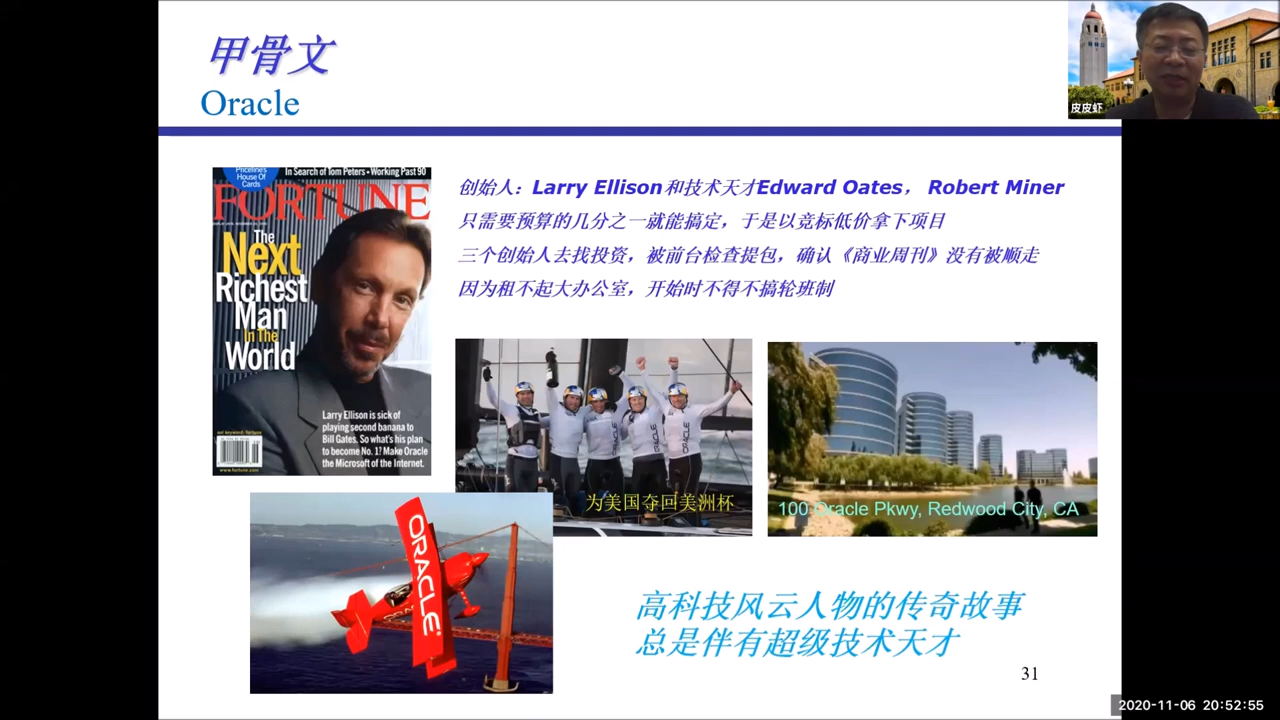 甲骨文
Oracle
皮皮虾
Priceline's
House Of
Cards
In Search of Tom Peters • Working Past 90
FORTUNE
The
Next
Richest
Man
In The
World
Larry Ellison is sick of
playing second banana to
Bill Gates. So what's his plan
to become No. 1? Make Oracle
the Microsoft of the Internet.
www.fortune.com
创始人：Larry Ellison和技术天才Edward Oates， Robert Miner
只需要预算的几分之一就能搞定，于是以竞标低价拿下项目
三个创始人去找投资，被前台检查提包，确认《商业周刊》没有被顺走
因为租不起大办公室，开始时不得不搞轮班制
ORACLE
ORACLE
为美国夺回美洲杯
100 Oracle Pkwy, Redwood City, CA
ORACLE
高科技风云人物的传奇故事
总是伴有超级技术天才
31
2020-11-06 20:52:55